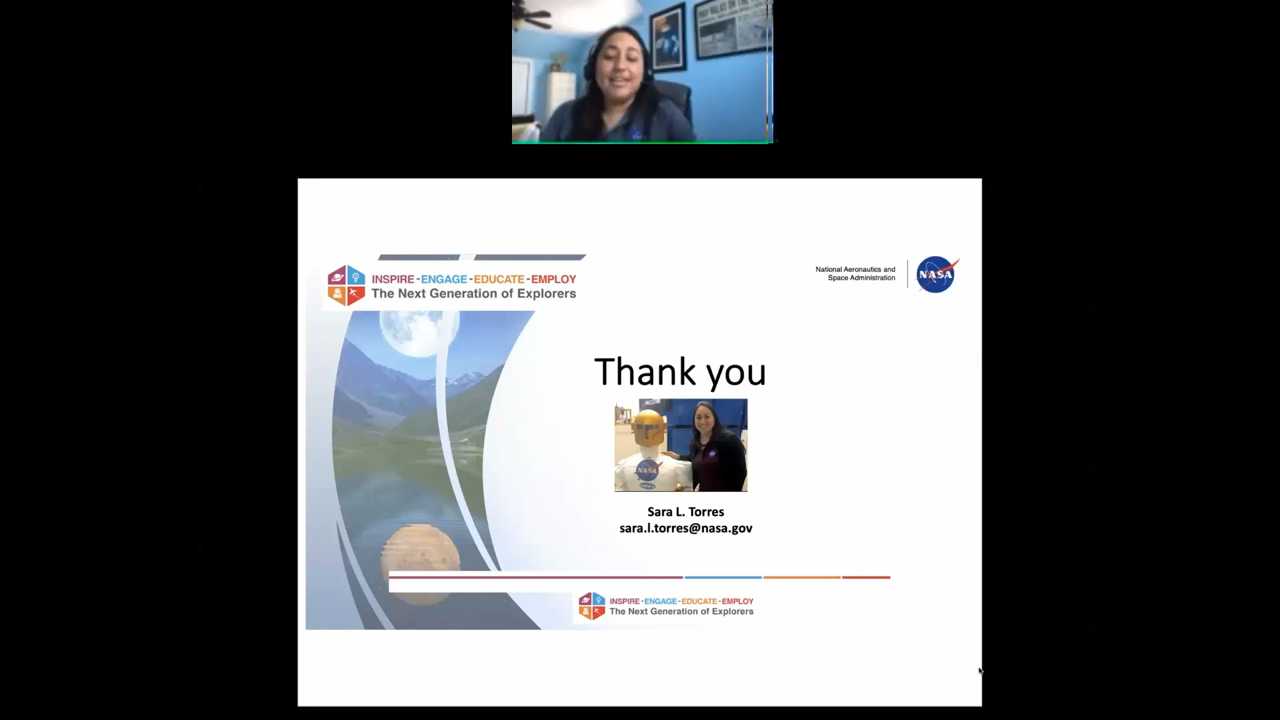 INSPIRE - ENGAGE - EDUCATE - EMPLOY
The Next Generation of Explorers
National Aeronautics and
Space Administration
NASA
Thank you
NASA
Sara L. Torres
sara.l.torres@nasa.gov
INSPIRE - ENGAGE - EDUCATE - EMPLOY
The Next Generation of Explorers